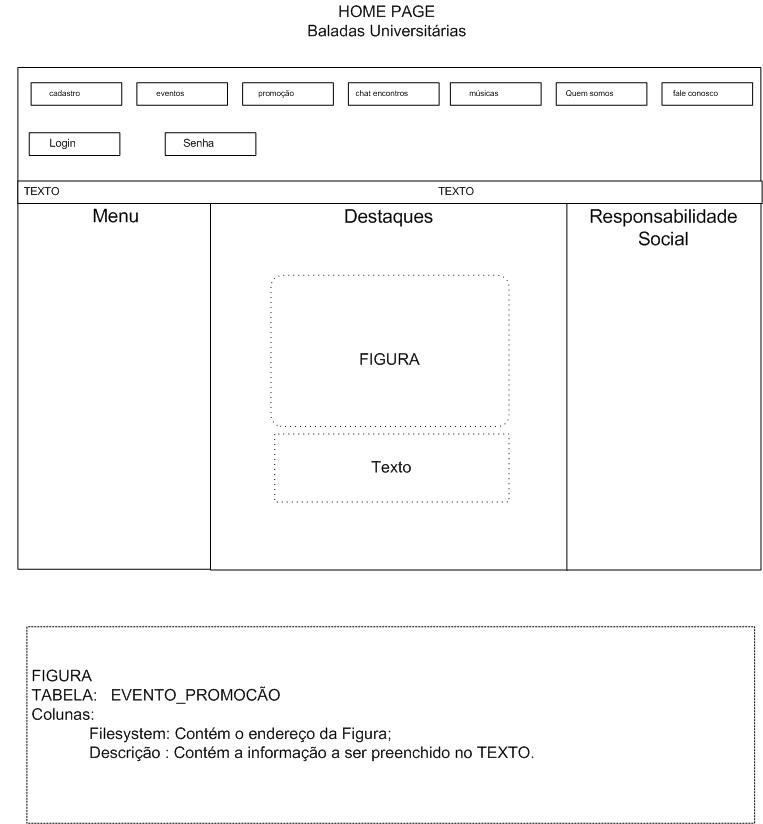 HOME PAGE
Baladas Universitárias
cadastro eventos promoção chat encontros músicas Quem somos fale conosco
Login Senha
TEXTO TEXTO
Menu Destaques Responsabilidade
Social
FIGURA
Texto
FIGURA
TABELA: EVENTO_PROMOCÃO
Colunas:
Filesystem: Contém o endereço da Figura;
Descrição : Contém a informação a ser preenchido no TEXTO.